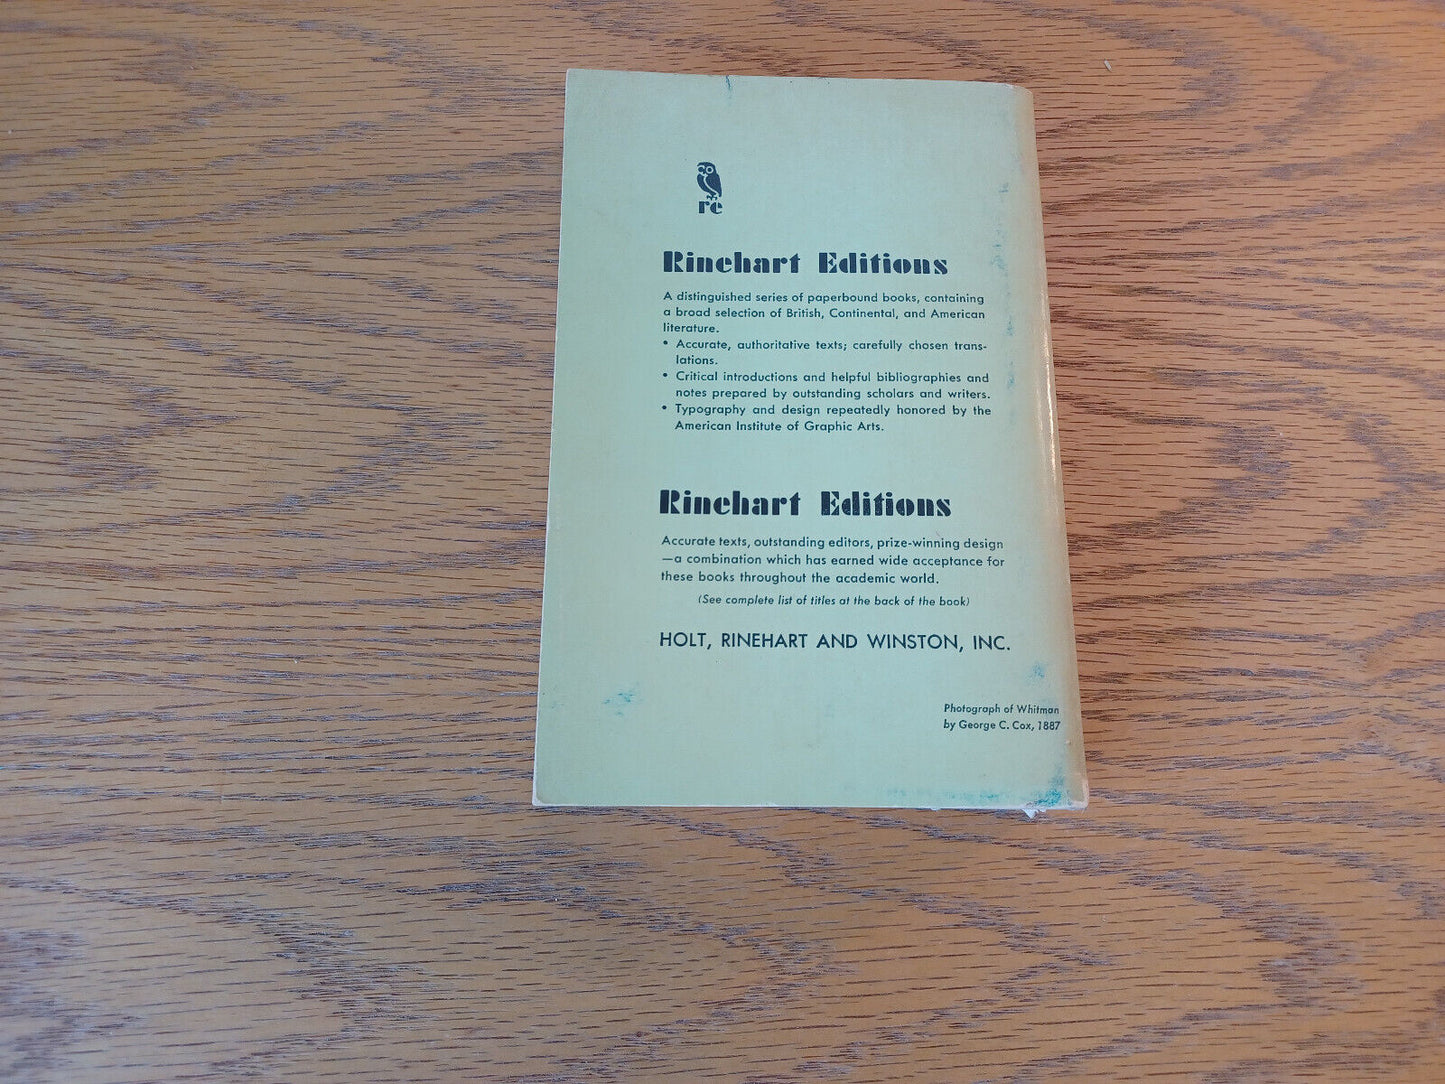 re
Rinehart Editions
A distinguished series of paperbound books, containing
a broad selection of British, Continental, and American
literature.
• Accurate, authoritative texts; carefully chosen trans-
lations.
• Critical introductions and helpful bibliographies and
notes prepared by outstanding scholars and writers.
• Typography and design repeatedly honored by the
American Institute of Graphic Arts.
Rinehart Editions
Accurate texts, outstanding editors, prize-winning design
—a combination which has earned wide acceptance for
these books throughout the academic world.
(See complete list of titles at the back of the book)
HOLT, RINEHART AND WINSTON, INC.
Photograph of Whitman
by George C. Cox, 1887